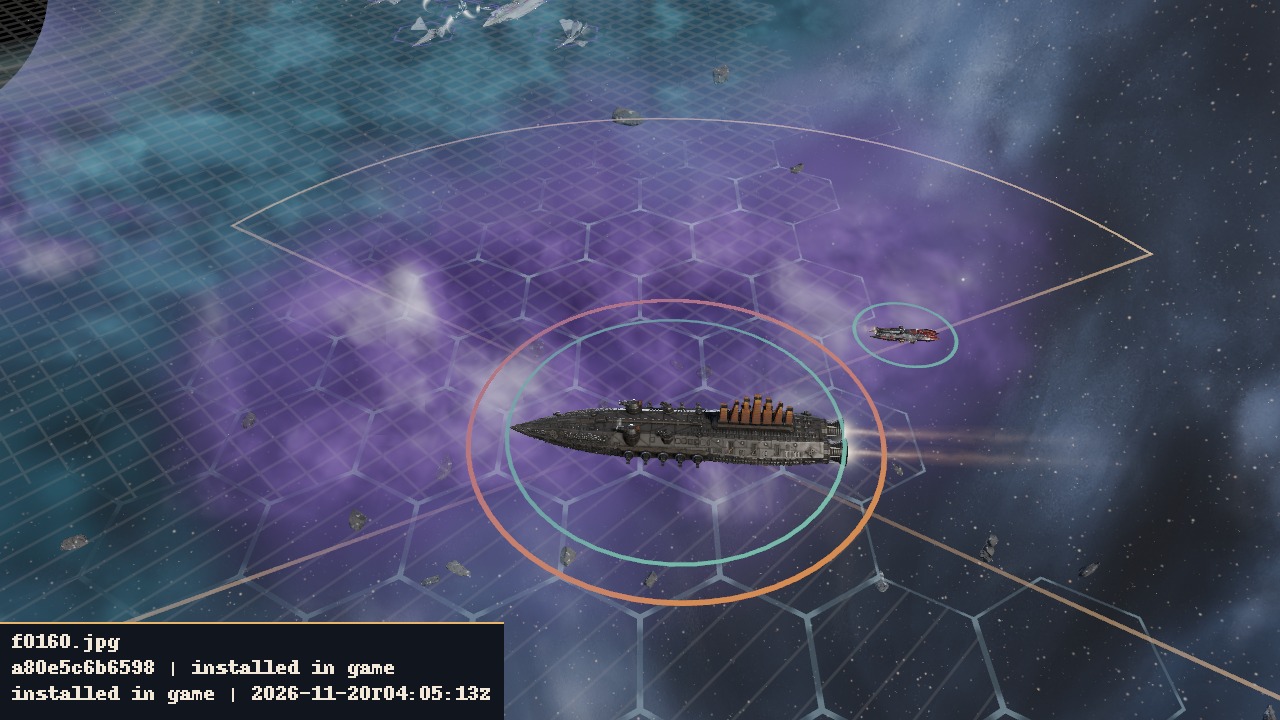 f0160.jpg
a80e5c6b6598 | installed in game
installed in game | 2026-11-20T04:05:13Z